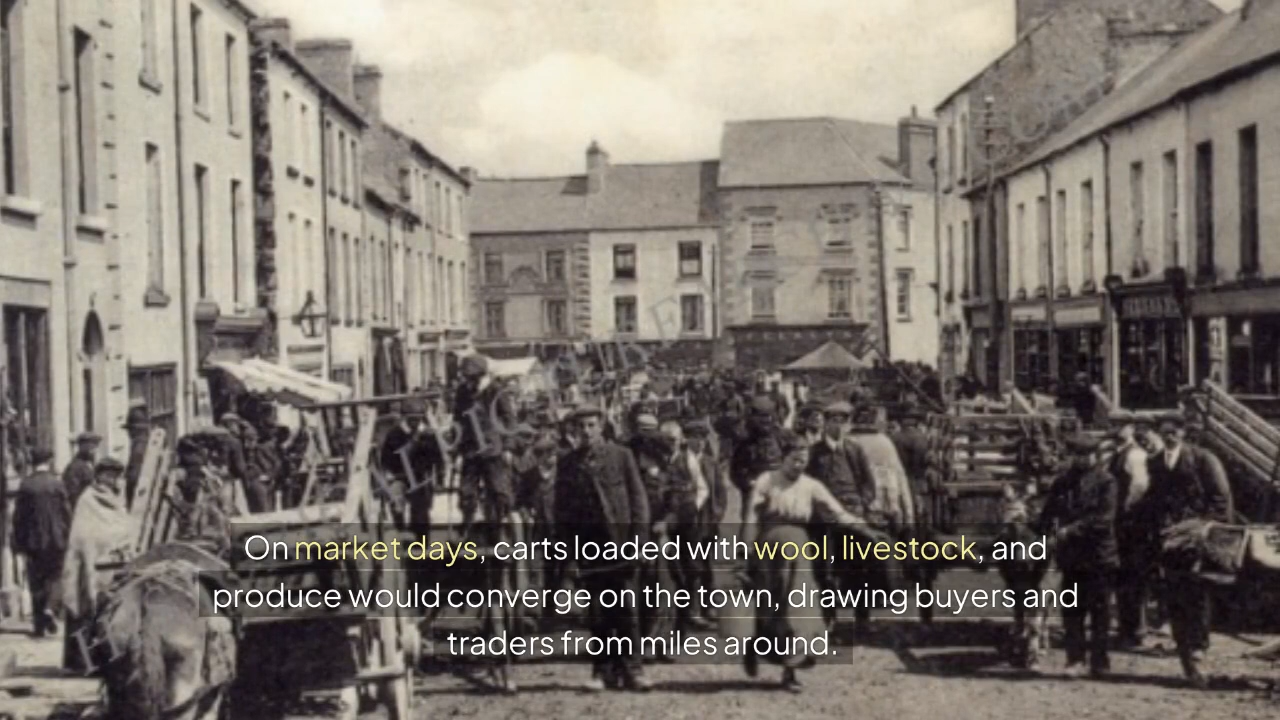 On market days, carts loaded with wool, livestock, and
produce would converge on the town, drawing buyers and
traders from miles around.